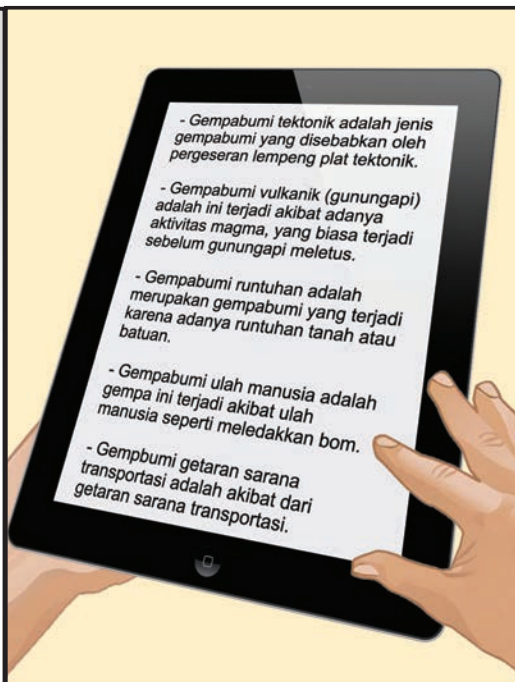 - Gempabumi tektonik adalah jenis
gempabumi yang disebabkan oleh
pergeseran lempeng plat tektonik.
- Gempabumi vulkanik (gunungapi)
adalah ini terjadi akibat adanya
aktivitas magma, yang biasa terjadi
sebelum gunungapi meletus.
- Gempabumi runtuhan adalah
merupakan gempabumi yang terjadi
karena adanya runtuhan tanah atau
batuan.
- Gempabumi ulah manusia adalah
gempa ini terjadi akibat ulah
manusia seperti meledakkan bom.
- Gempbumi getaran sarana
transportasi adalah akibat dari
getaran sarana transportasi.